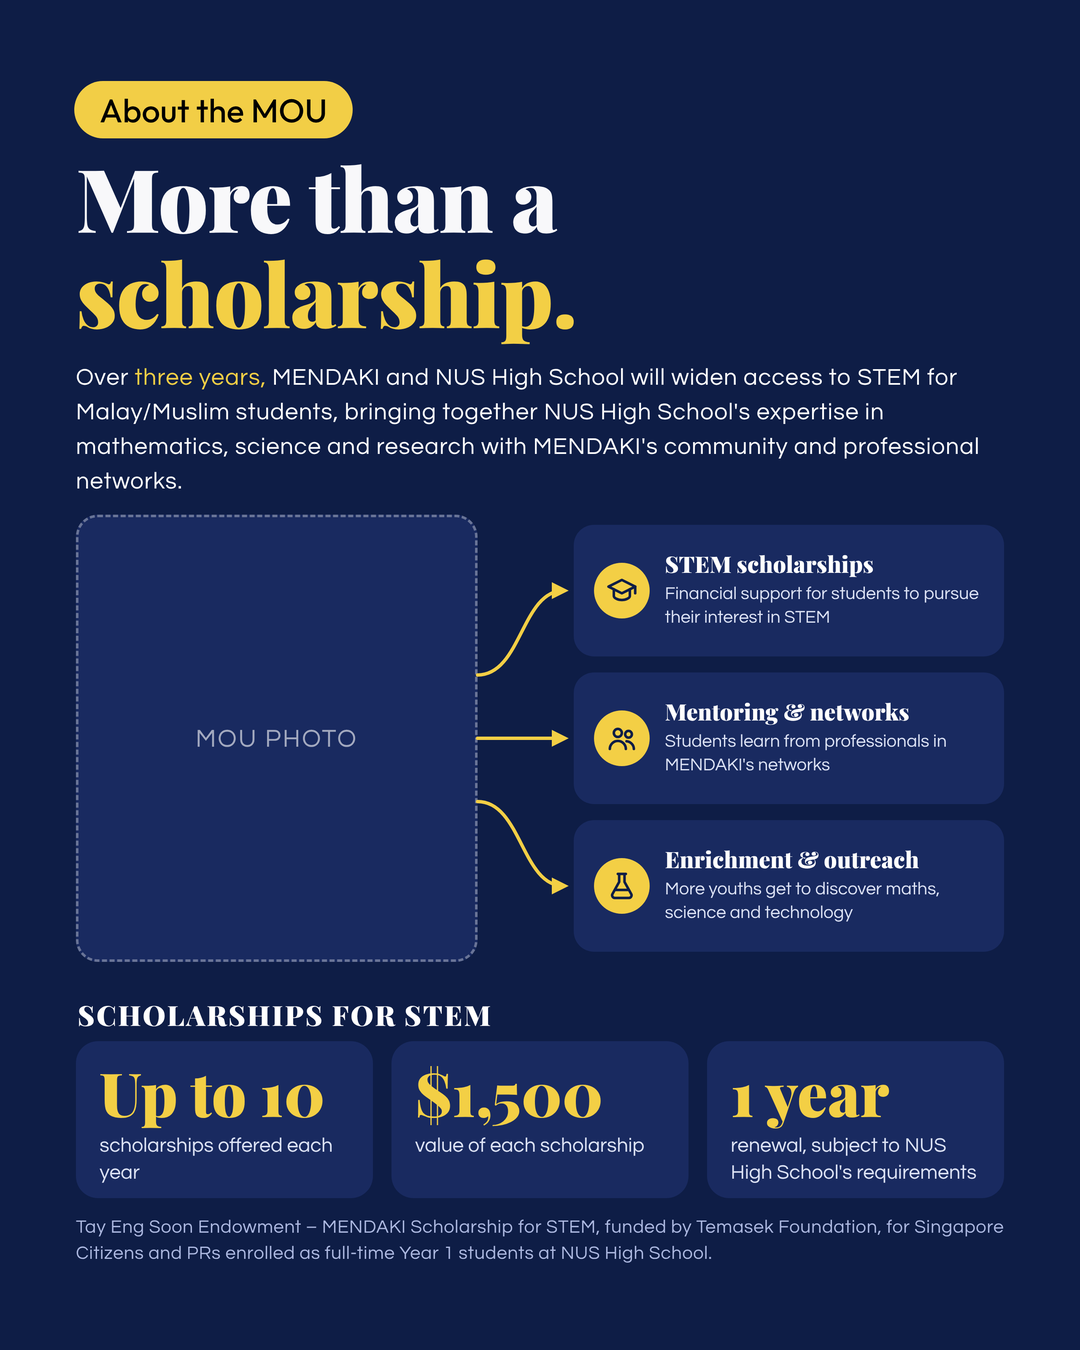 About the MOU
More than a
scholarship.
Over three years, MENDAKI and NUS High School will widen access to STEM for
Malay/Muslim students, bringing together NUS High School's expertise in
mathematics, science and research with MENDAKI's community and professional
networks.
MOU PHOTO
STEM scholarships
Financial support for students to pursue
their interest in STEM
Mentoring & networks
Students learn from professionals in
MENDAKI's networks
Enrichment & outreach
More youths get to discover maths,
science and technology
SCHOLARSHIPS FOR STEM
Up to 10
scholarships offered each
year
$1,500
value of each scholarship
1 year
renewal, subject to NUS
High School's requirements
Tay Eng Soon Endowment – MENDAKI Scholarship for STEM, funded by Temasek Foundation, for Singapore
Citizens and PRs enrolled as full-time Year 1 students at NUS High School.